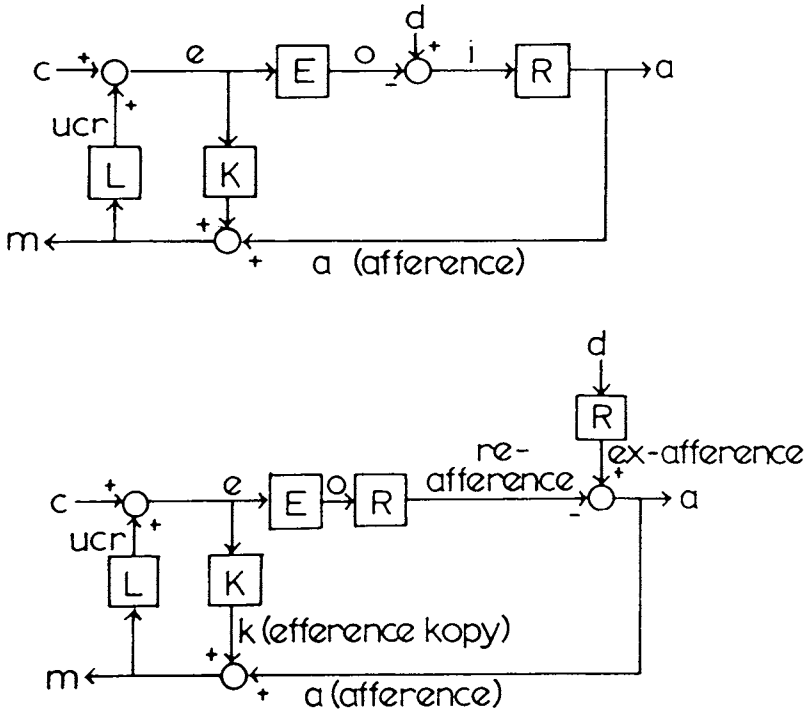 d
+
c + e E o - i R a
+
ucr
L K
+
m + a (afference)
d
R
re- ex-afference
afference +
c + e E o R - a
+
ucr
L K
k (efference kopy)
+
m + a (afference)